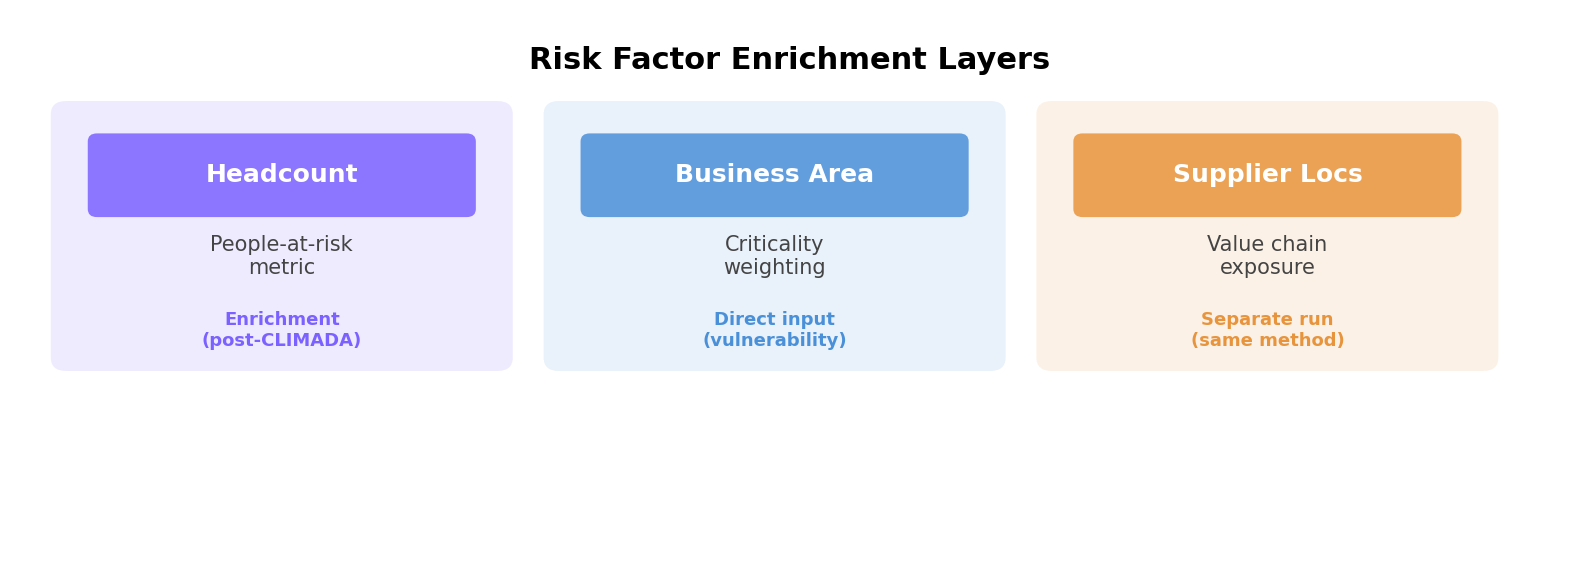 Risk Factor Enrichment Layers
Headcount
People-at-risk
metric
Enrichment
(post-CLIMADA)
Business Area
Criticality
weighting
Direct input
(vulnerability)
Supplier Locs
Value chain
exposure
Separate run
(same method)